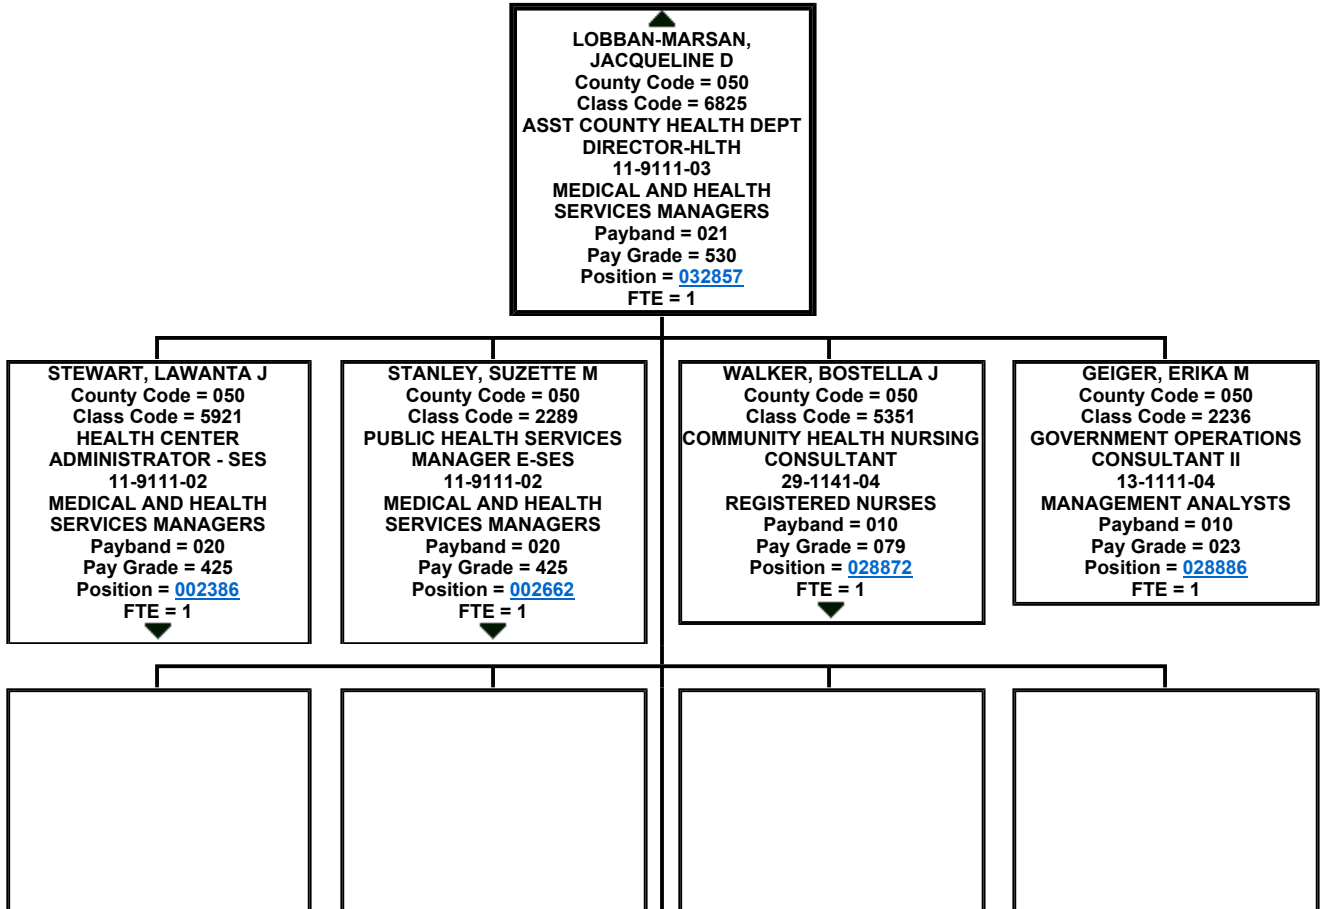 LOBBAN-MARSAN,
JACQUELINE D
County Code = 050
Class Code = 6825
ASST COUNTY HEALTH DEPT
DIRECTOR-HLTH
11-9111-03
MEDICAL AND HEALTH
SERVICES MANAGERS
Payband = 021
Pay Grade = 530
Position = 032857
FTE = 1
STEWART, LAWANTA J
County Code = 050
Class Code = 5921
HEALTH CENTER
ADMINISTRATOR - SES
11-9111-02
MEDICAL AND HEALTH
SERVICES MANAGERS
Payband = 020
Pay Grade = 425
Position = 002386
FTE = 1
STANLEY, SUZETTE M
County Code = 050
Class Code = 2289
PUBLIC HEALTH SERVICES
MANAGER E-SES
11-9111-02
MEDICAL AND HEALTH
SERVICES MANAGERS
Payband = 020
Pay Grade = 425
Position = 002662
FTE = 1
WALKER, BOSTELLA J
County Code = 050
Class Code = 5351
COMMUNITY HEALTH NURSING
CONSULTANT
29-1141-04
REGISTERED NURSES
Payband = 010
Pay Grade = 079
Position = 028872
FTE = 1
GEIGER, ERIKA M
County Code = 050
Class Code = 2236
GOVERNMENT OPERATIONS
CONSULTANT II
13-1111-04
MANAGEMENT ANALYSTS
Payband = 010
Pay Grade = 023
Position = 028886
FTE = 1